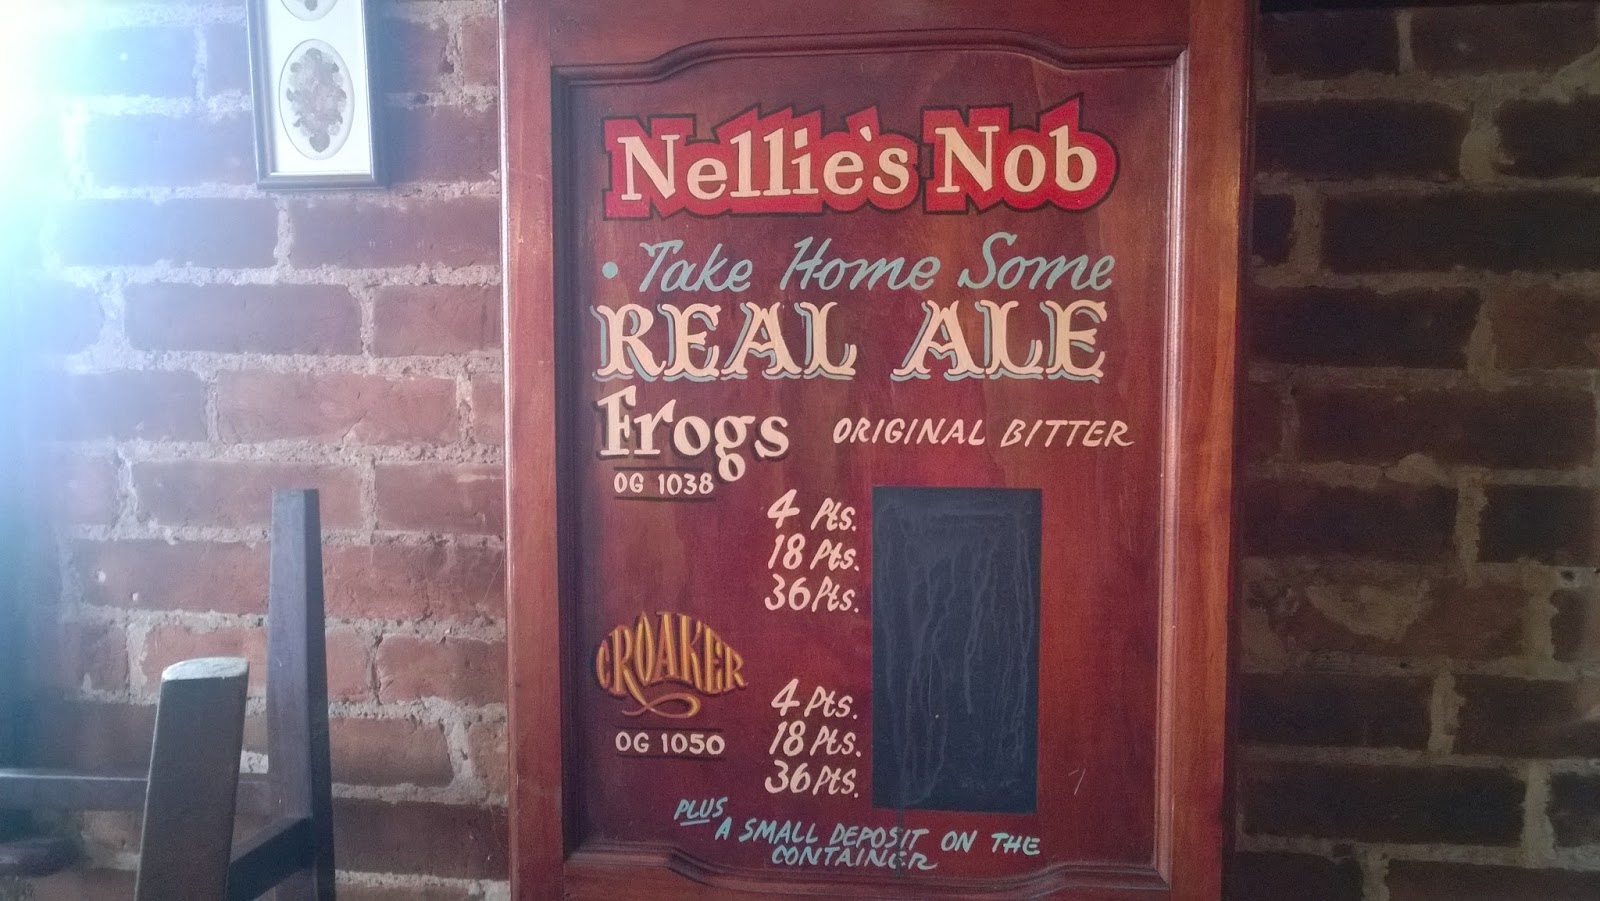 Nellie's Nob
• Take Home Some
REAL ALE
Frogs ORIGINAL BITTER
OG 1038
4 Pts.
18 Pts.
36 Pts.
CROAKER
OG 1050
4 Pts.
18 Pts.
36 Pts.
PLUS
A SMALL DEPOSIT ON THE
CONTAINER